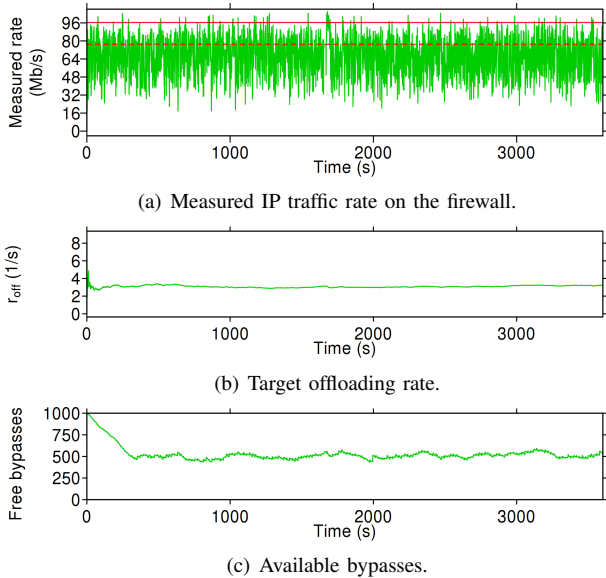 Measured rate
(Mb/s)
96
80
64
48
32
16
0
0 1000 2000 3000
Time (s)
(a) Measured IP traffic rate on the firewall.
r_off (1/s)
8
6
4
2
0
0 1000 2000 3000
Time (s)
(b) Target offloading rate.
Free bypasses
1000
750
500
250
0
0 1000 2000 3000
Time (s)
(c) Available bypasses.